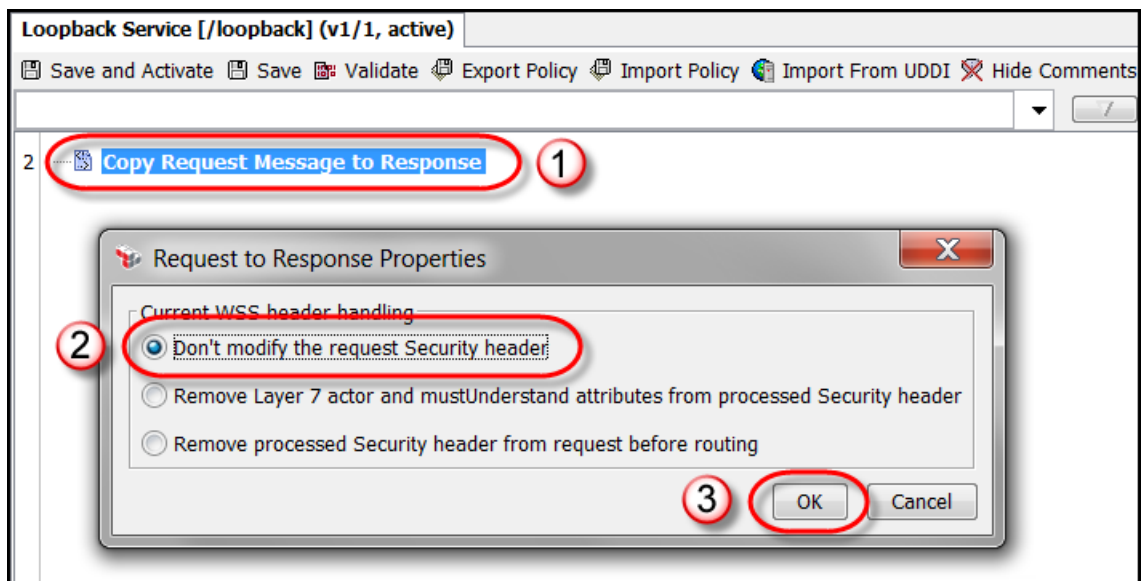 Loopback Service [/loopback] (v1/1, active)
Save and Activate Save Validate Export Policy Import Policy Import From UDDI Hide Comments
2 Copy Request Message to Response 1
Request to Response Properties
Current WSS header handling
2 Don't modify the request Security header
Remove Layer 7 actor and mustUnderstand attributes from processed Security header
Remove processed Security header from request before routing
3 OK Cancel